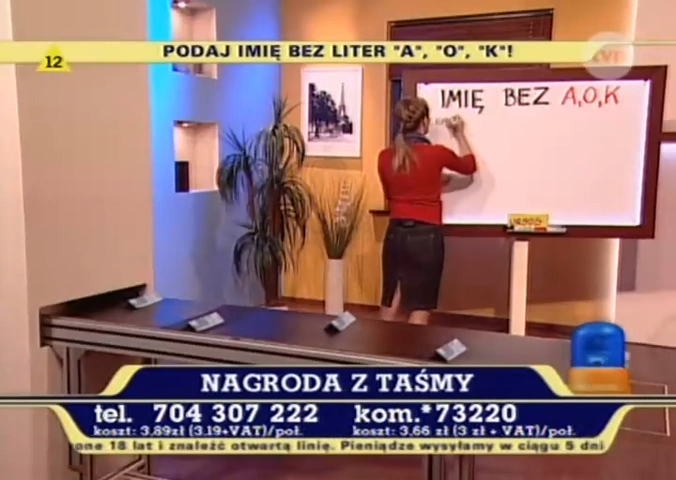 PODAJ IMIĘ BEZ LITER "A", "O", "K"!
12
tvn
IMIĘ BEZ A,O,K
NAGRODA Z TAŚMY
tel. 704 307 222 kom.*73220
koszt: 3,89zł (3,19+VAT)/poł. koszt: 3,66 zł (3 zł + VAT)/poł.
one 18 lat i znaleźć otwartą linię. Pieniądze wysyłamy w ciągu 5 dni